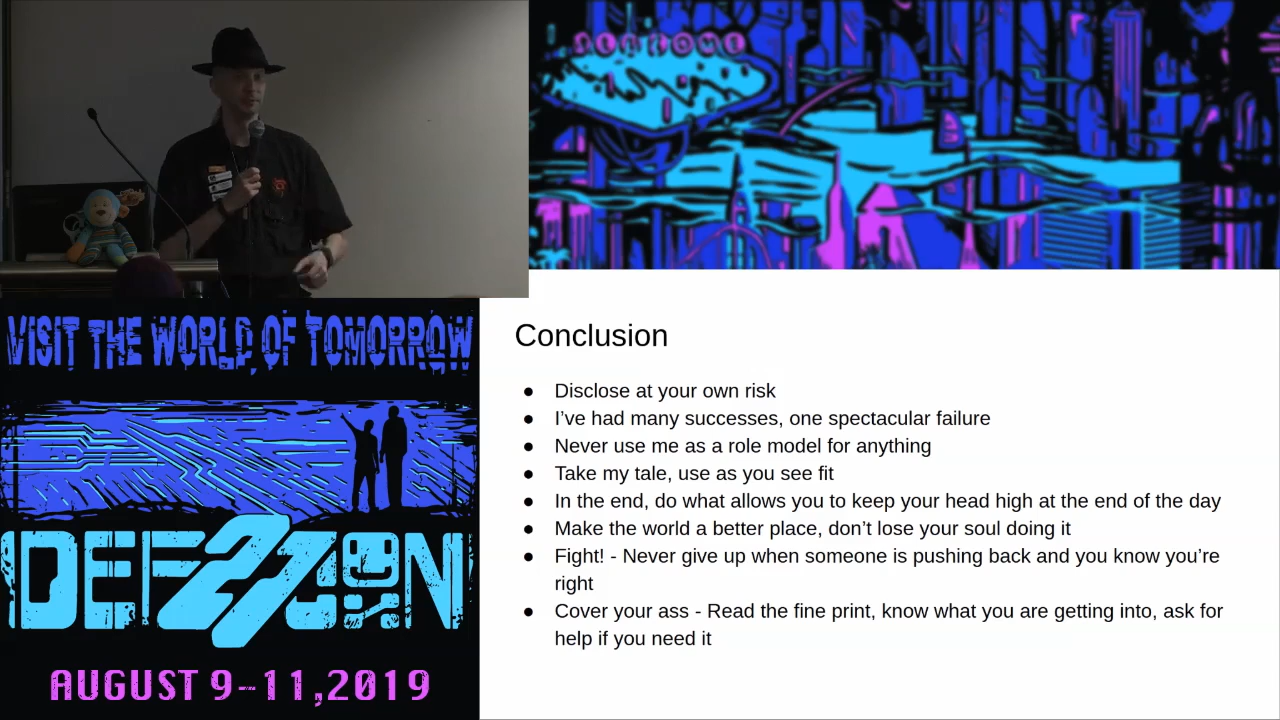 WELCOME
VISIT THE WORLD OF TOMORROW
DEF27CON
AUGUST 9-11,2019
Conclusion
● Disclose at your own risk
● I've had many successes, one spectacular failure
● Never use me as a role model for anything
● Take my tale, use as you see fit
● In the end, do what allows you to keep your head high at the end of the day
● Make the world a better place, don't lose your soul doing it
● Fight! - Never give up when someone is pushing back and you know you're
right
● Cover your ass - Read the fine print, know what you are getting into, ask for
help if you need it